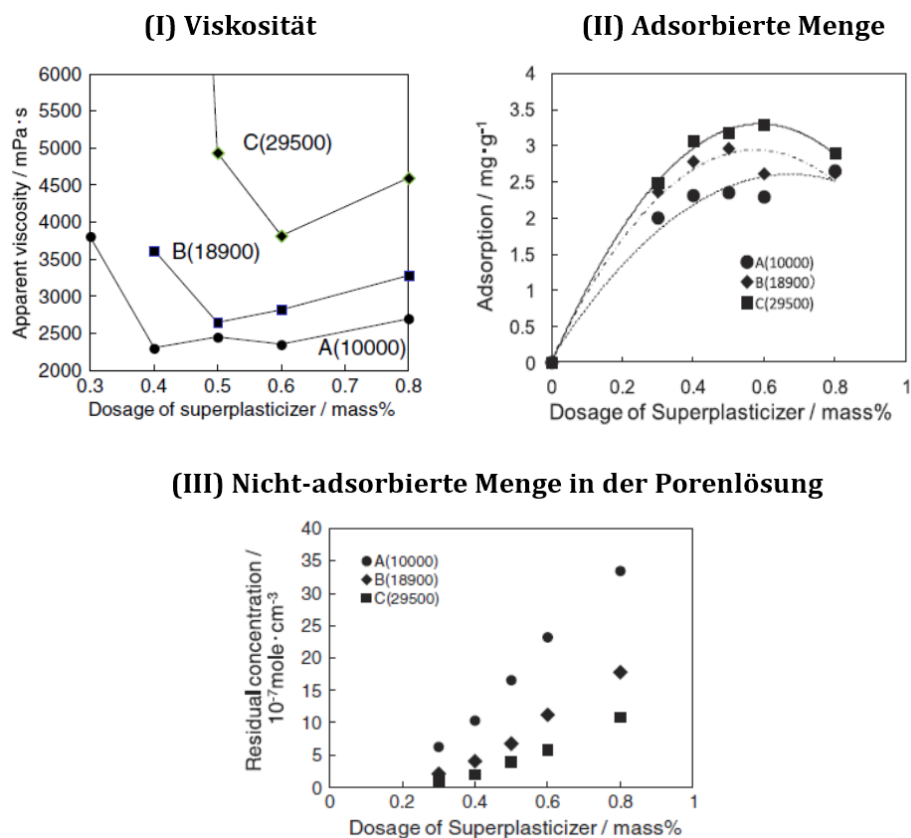 (I) Viskosität
Apparent viscosity / mPa·s
6000
5500
5000
4500
4000
3500
3000
2500
2000
C(29500)
B(18900)
A(10000)
0.3 0.4 0.5 0.6 0.7 0.8
Dosage of superplasticizer / mass%
(II) Adsorbierte Menge
Adsorption / mg·g-1
4
3.5
3
2.5
2
1.5
1
0.5
0
A(10000)
B(18900)
C(29500)
0 0.2 0.4 0.6 0.8 1
Dosage of Superplasticizer / mass%
(III) Nicht-adsorbierte Menge in der Porenlösung
Residual concentration /
10-7mole·cm-3
40
35
30
25
20
15
10
5
0
A(10000)
B(18900)
C(29500)
0 0.2 0.4 0.6 0.8 1
Dosage of Superplasticizer / mass%